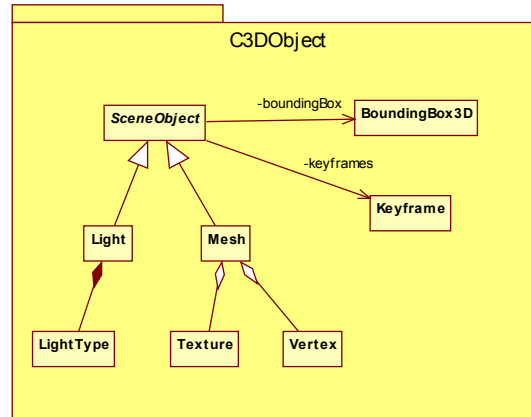 C3DObject
SceneObject
-boundingBox
BoundingBox3D
-keyframes
Keyframe
Light
Mesh
LightType
Texture
Vertex